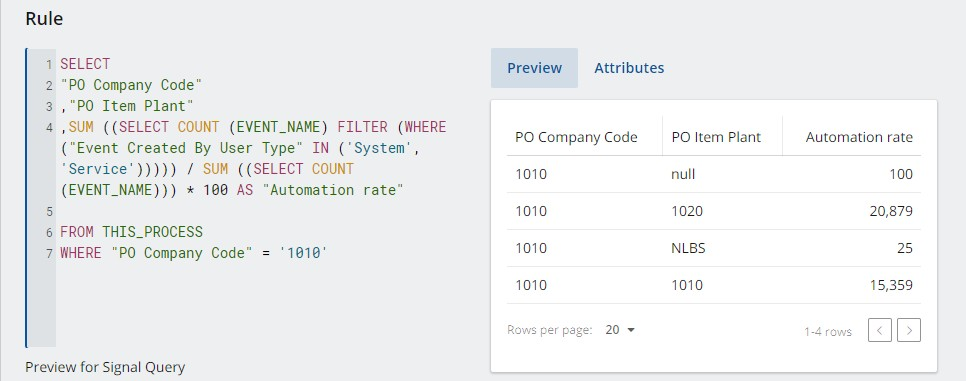 Rule
1 SELECT
2 "PO Company Code"
3 ,"PO Item Plant"
4 ,SUM ((SELECT COUNT (EVENT_NAME) FILTER (WHERE
("Event Created By User Type" IN ('System',
'Service'))))) / SUM ((SELECT COUNT
(EVENT_NAME))) * 100 AS "Automation rate"
5
6 FROM THIS_PROCESS
7 WHERE "PO Company Code" = '1010'
Preview for Signal Query
Preview Attributes
PO Company Code PO Item Plant Automation rate
1010 null 100
1010 1020 20,879
1010 NLBS 25
1010 1010 15,359
Rows per page: 20 1-4 rows